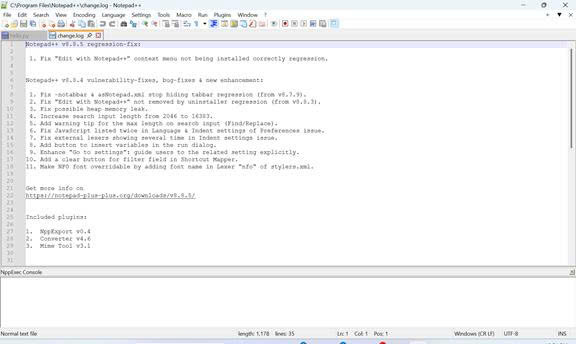 C:\Program Files\Notepad++\change.log - Notepad++
File Edit Search View Encoding Language Settings Tools Macro Run Plugins Window ?
hello.py change.log
1 Notepad++ v8.8.5 regression-fix:
2
3 1. Fix "Edit with Notepad++" context menu not being installed correctly regression.
4
5
6 Notepad++ v8.8.4 vulnerability-fixes, bug-fixes & new enhancement:
7
8 1. Fix -notabbar & asNotepad.xml stop hiding tabbar regression (from v8.7.9).
9 2. Fix "Edit with Notepad++" not removed by uninstaller regression (from v8.8.3).
10 3. Fix possible heap memory leak.
11 4. Increase search input length from 2046 to 16383.
12 5. Add warning tip for the max length on search input (Find/Replace).
13 6. Fix JavaScript listed twice in Language & Indent settings of Preferences issue.
14 7. Fix external lexers showing several time in Indent settings issue.
15 8. Add button to insert variables in the run dialog.
16 9. Enhance "Go to settings": guide users to the related setting explicitly.
17 10. Add a clear button for filter field in Shortcut Mapper.
18 11. Make NFO font overridable by adding font name in Lexer "nfo" of stylers.xml.
19
20
21 Get more info on
22 https://notepad-plus-plus.org/downloads/v8.8.5/
23
24
25 Included plugins:
26
27 1. NppExport v0.4
28 2. Converter v4.6
29 3. Mime Tool v3.1
30
31
NppExec Console
Normal text file length: 1,178 lines: 35 Ln: 1 Col: 1 Pos: 1 Windows (CR LF) UTF-8 INS